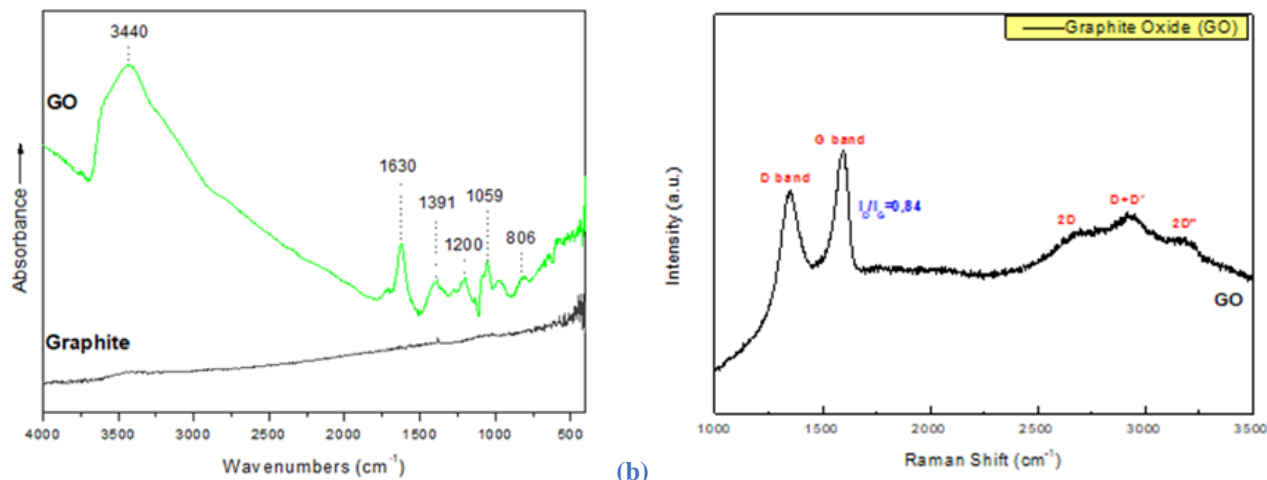 3440
GO
1630
1391
1059
1200
806
Graphite
Absorbance
4000 3500 3000 2500 2000 1500 1000 500
Wavenumbers (cm-1)
(b)
Graphite Oxide (GO)
G band
D band
ID/IG=0,84
2D
D+D'
2D"
GO
Intensity (a.u.)
1000 1500 2000 2500 3000 3500
Raman Shift (cm-1)